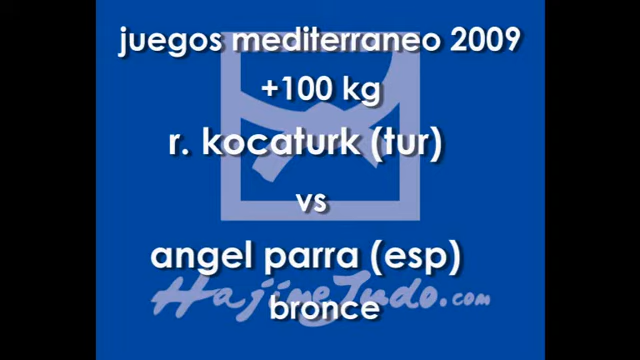 juegos mediterraneo 2009
+100 kg
r. kocaturk (tur)
vs
angel parra (esp)
HajimeJudo.com
bronce